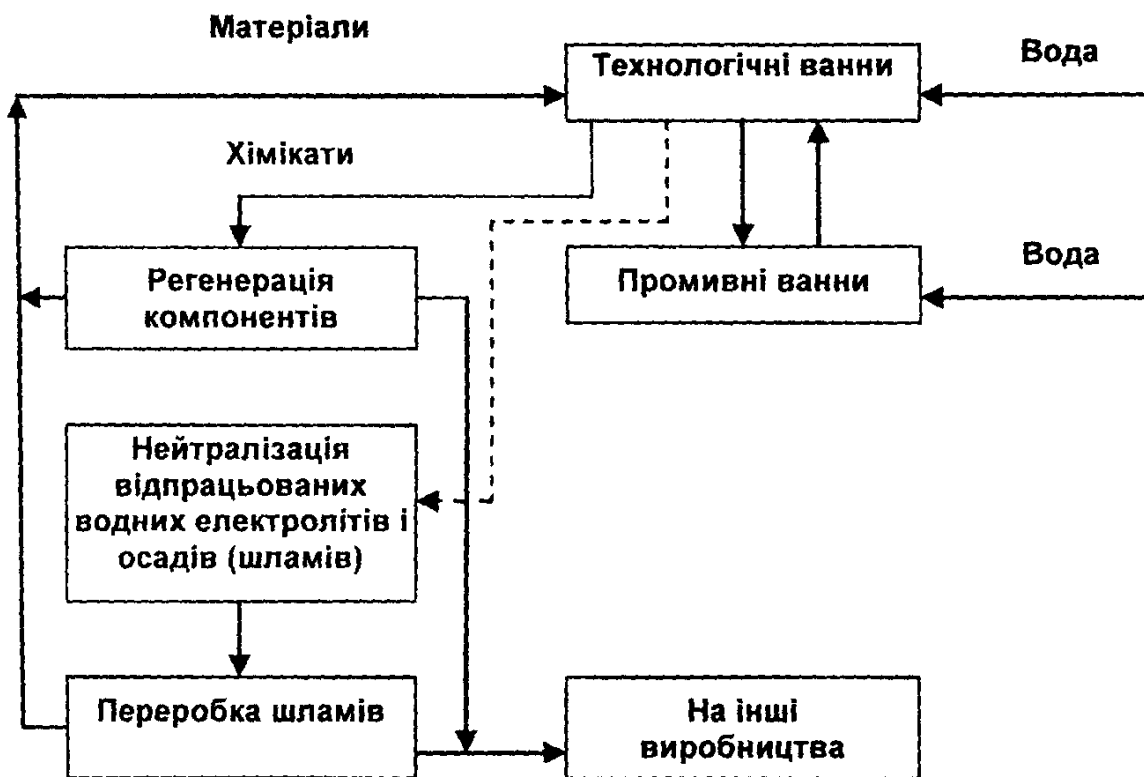 Матеріали
Технологічні ванни
Вода
Хімікати
Регенерація
компонентів
Промивні ванни
Вода
Нейтралізація
відпрацьованих
водних електролітів і
осадів (шламів)
Переробка шламів
На інші
виробництва